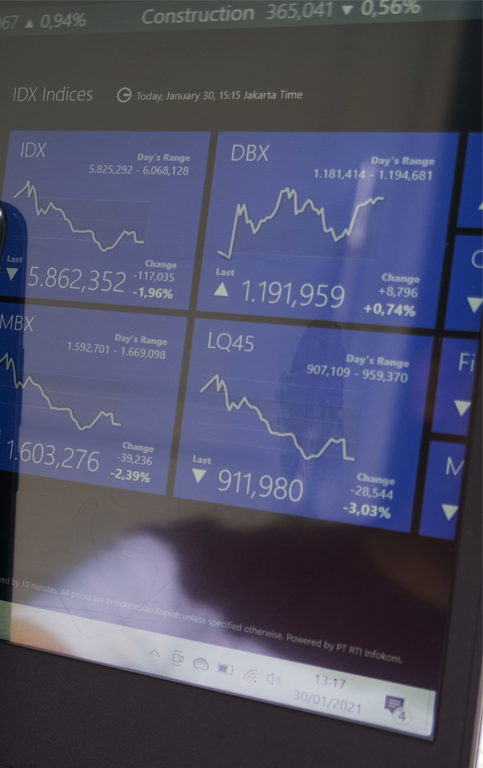 67 ▲ 0,94% Construction 365,041 ▼ 0,56%
IDX Indices Today, January 30, 15:15 Jakarta Time
IDX
Day's Range
5.825,292 - 6.068,128
Last
▼ 5.862,352
Change
-117,035
-1,96%
DBX
Day's Range
1.181,414 - 1.194,681
Last
▲ 1.191,959
Change
+8,796
+0,74%
MBX
Day's Range
1.592,701 - 1.669,098
1.603,276
Change
-39,236
-2,39%
LQ45
Day's Range
907,109 - 959,370
Last
▼ 911,980
Change
-28,544
-3,03%
C
▼
Fi
▼
M
▼
ed by 10 minutes. All prices are in Indonesian Rupiah unless specified otherwise. Powered by PT RTI Infokom.
13:17
30/01/2021
4